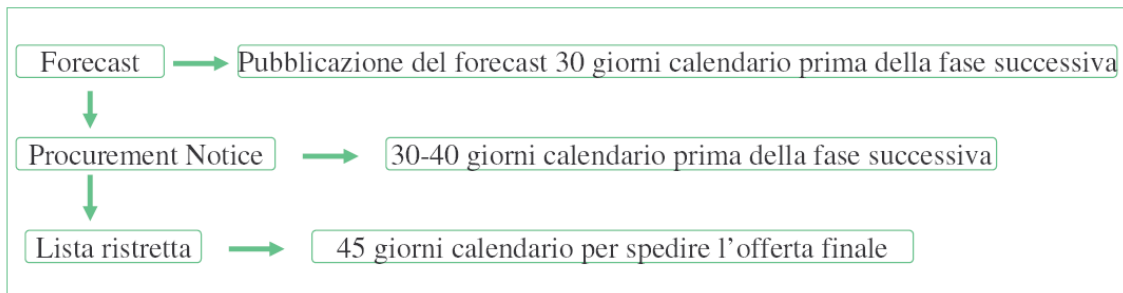 Forecast Pubblicazione del forecast 30 giorni calendario prima della fase successiva
Procurement Notice 30-40 giorni calendario prima della fase successiva
Lista ristretta 45 giorni calendario per spedire l’offerta finale